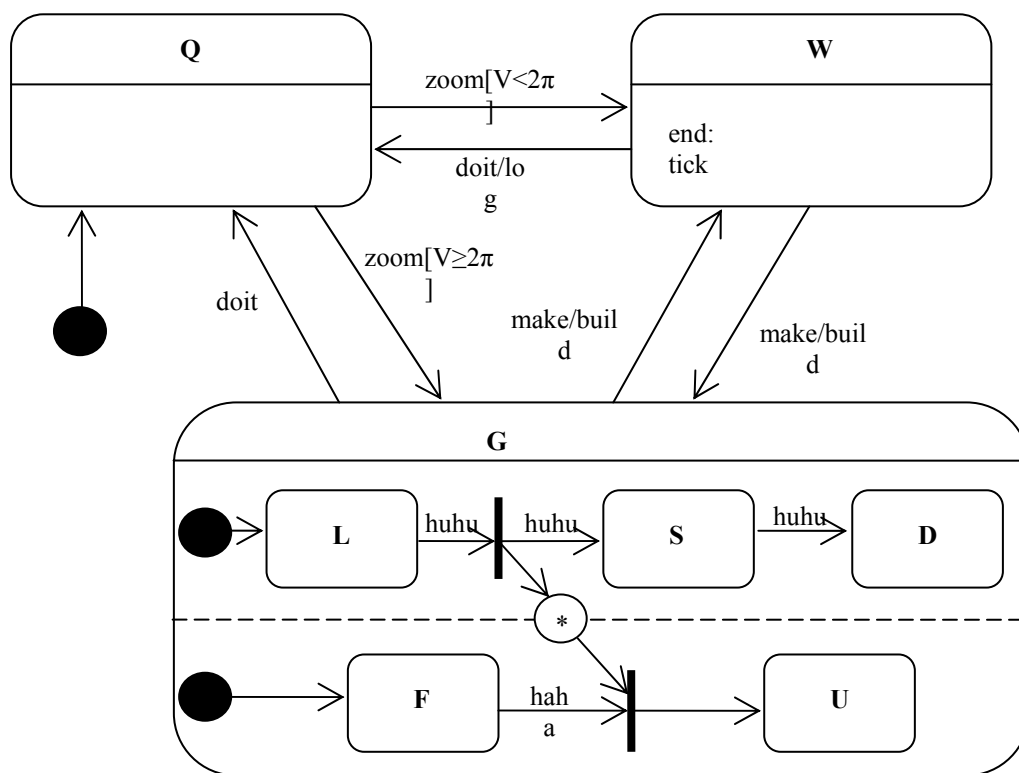 Q
W
zoom[V<2π
]
end:
tick
doit/lo
g
zoom[V≥2π
]
doit
make/buil
d
make/buil
d
G
L
huhu
huhu
S
huhu
D
*
F
hah
a
U